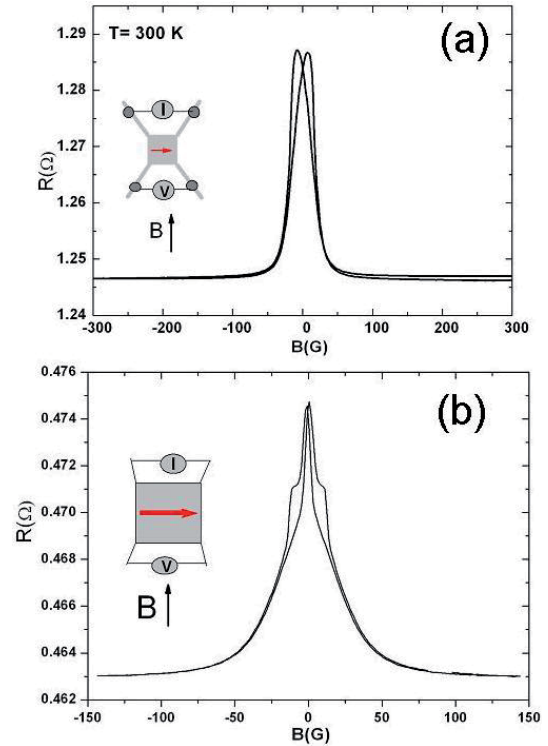 (a)
T= 300 K
1.29
1.28
1.27
1.26
1.25
1.24
R(Ω)
I
V
B
-300 -200 -100 0 100 200 300
B(G)
(b)
0.476
0.474
0.472
0.470
0.468
0.466
0.464
0.462
R(Ω)
I
V
B
-150 -100 -50 0 50 100 150
B(G)